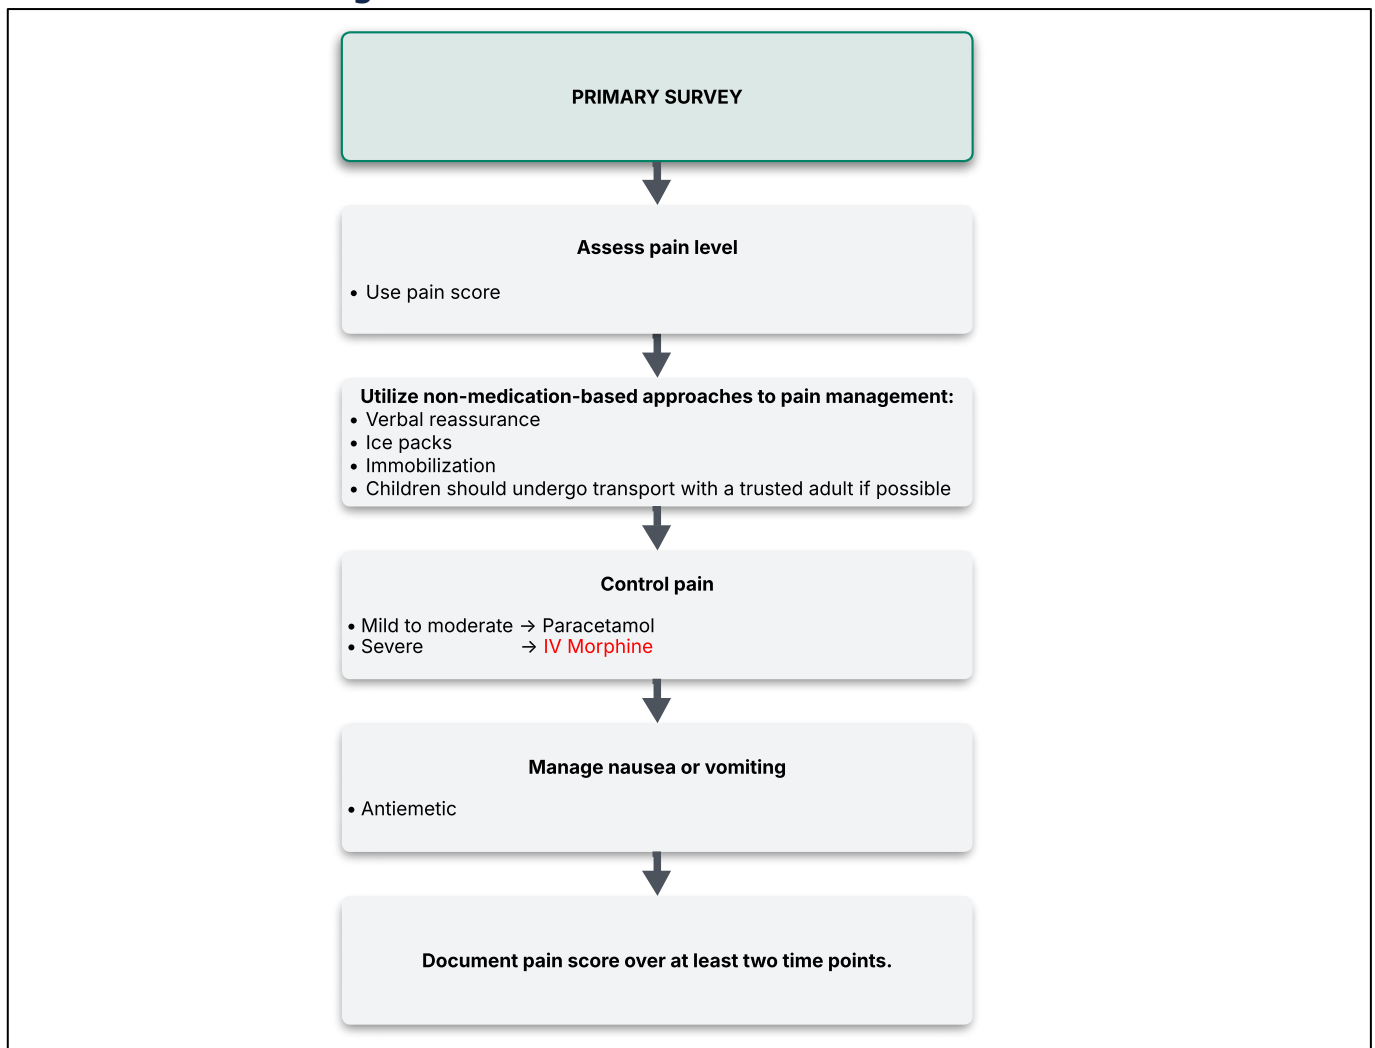 PRIMARY SURVEY
Assess pain level
• Use pain score
Utilize non-medication-based approaches to pain management:
• Verbal reassurance
• Ice packs
• Immobilization
• Children should undergo transport with a trusted adult if possible
Control pain
• Mild to moderate → Paracetamol
• Severe → IV Morphine
Manage nausea or vomiting
• Antiemetic
Document pain score over at least two time points.